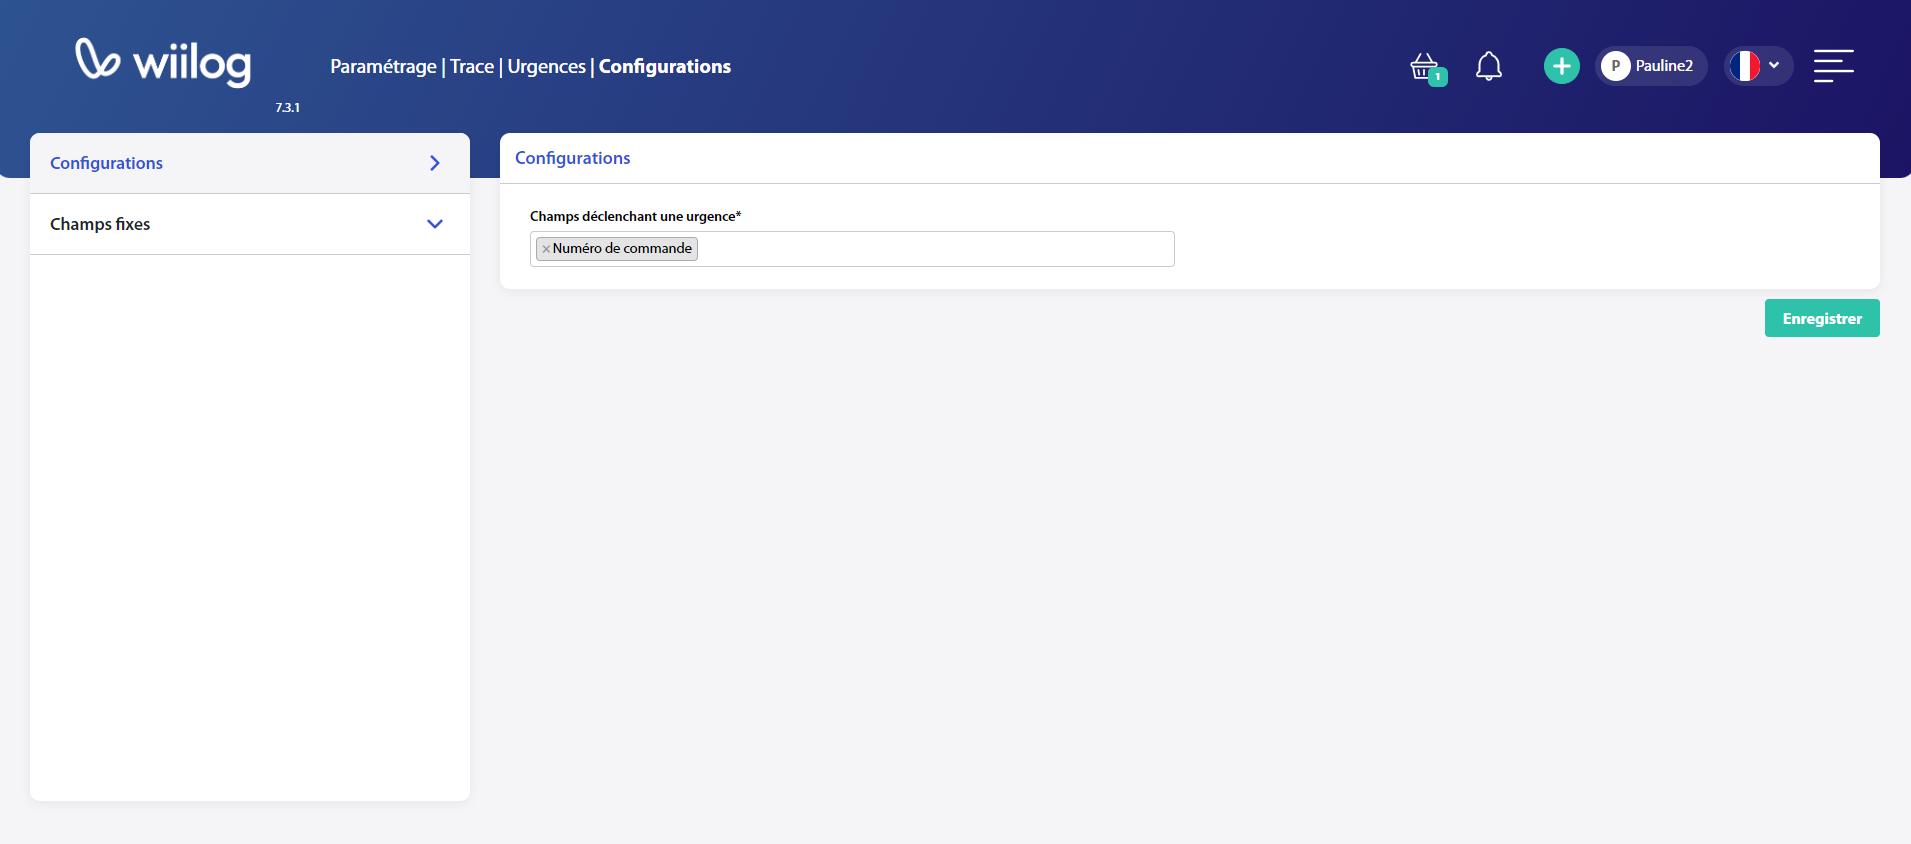 wiilog
Paramétrage | Trace | Urgences | Configurations
1
P Pauline2
7.3.1
Configurations
Champs fixes
Configurations
Champs déclenchant une urgence*
×Numéro de commande
Enregistrer